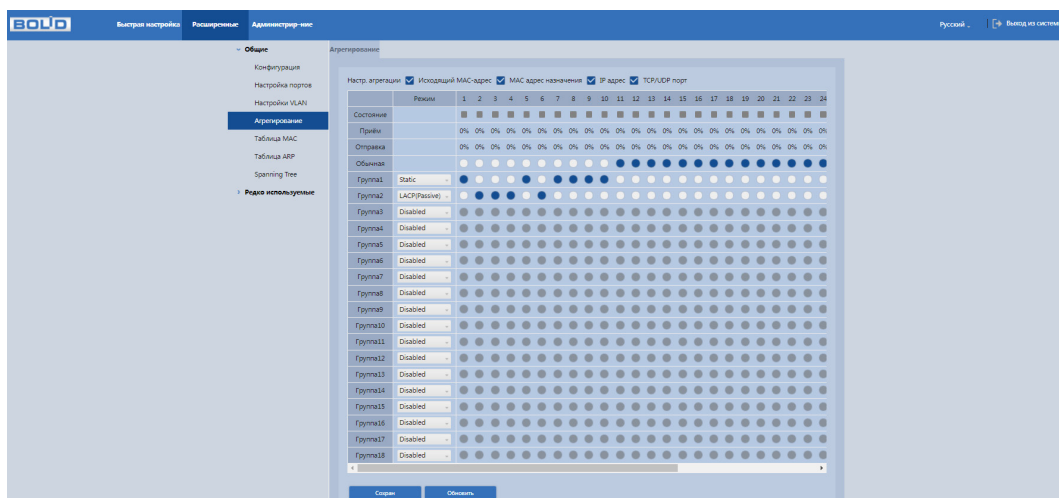 BOLID Быстрая настройка Расширенные Администрир-ние Русский Выход из систем
Общие
Конфигурация
Настройка портов
Настройки VLAN
Агрегирование
Таблица MAC
Таблица ARP
Spanning Tree
Редко используемые
Агрегирование
Настр. агрегации Исходящий MAC-адрес MAC адрес назначения IP адрес TCP/UDP порт
Режим 1 2 3 4 5 6 7 8 9 10 11 12 13 14 15 16 17 18 19 20 21 22 23 24
Состояние
Приём 0% 0% 0% 0% 0% 0% 0% 0% 0% 0% 0% 0% 0% 0% 0% 0% 0% 0% 0% 0% 0% 0% 0% 0%
Отправка 0% 0% 0% 0% 0% 0% 0% 0% 0% 0% 0% 0% 0% 0% 0% 0% 0% 0% 0% 0% 0% 0% 0% 0%
Обычная
Группа1 Static
Группа2 LACP(Passive)
Группа3 Disabled
Группа4 Disabled
Группа5 Disabled
Группа6 Disabled
Группа7 Disabled
Группа8 Disabled
Группа9 Disabled
Группа10 Disabled
Группа11 Disabled
Группа12 Disabled
Группа13 Disabled
Группа14 Disabled
Группа15 Disabled
Группа16 Disabled
Группа17 Disabled
Группа18 Disabled
Сохран Обновить